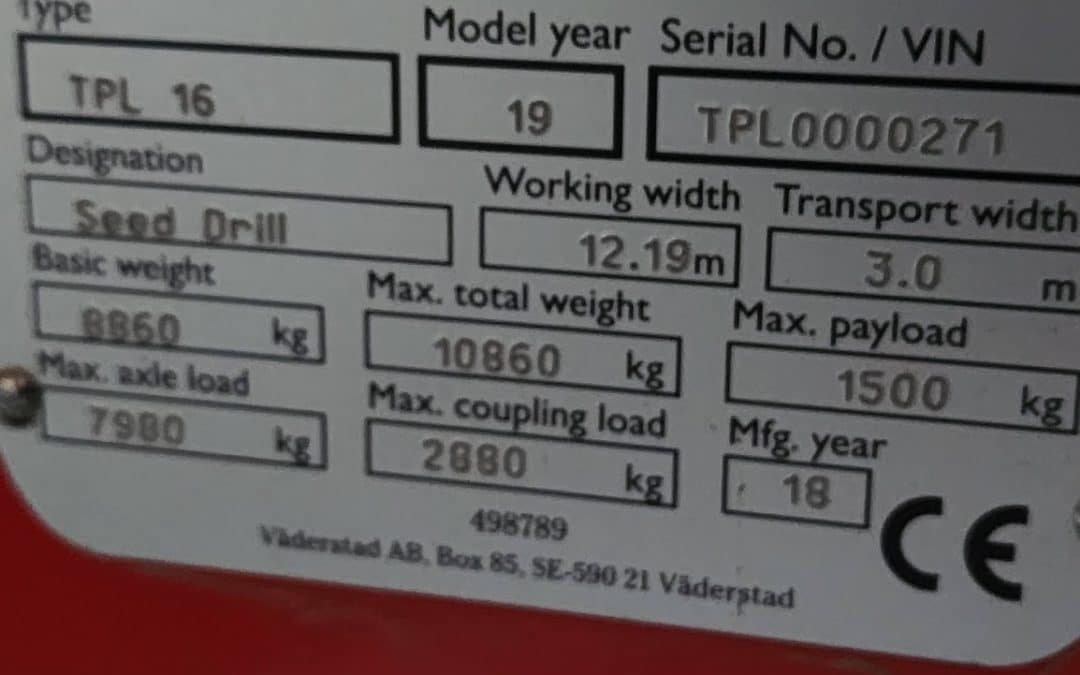 Type Model year Serial No. / VIN
TPL 16 19 TPL0000271
Designation Working width Transport width
Seed Drill 12.19m 3.0 m
Basic weight Max. total weight Max. payload
8860 kg 10860 kg 1500 kg
Max. axle load Max. coupling load Mfg. year
7980 kg 2880 kg 18
498789
Väderstad AB, Box 85, SE-590 21 Väderstad
CE